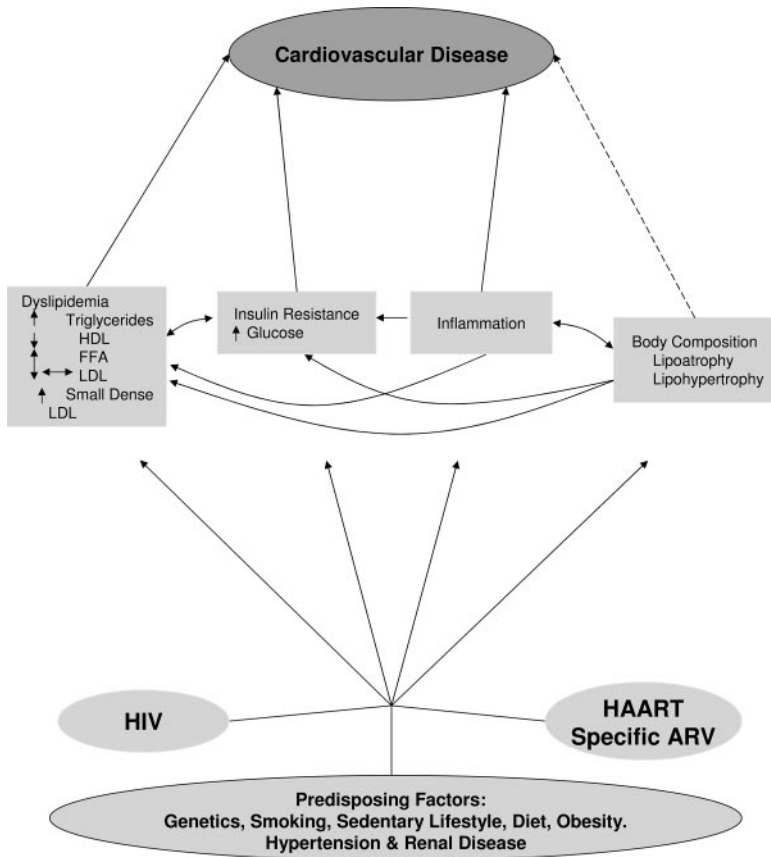 Cardiovascular Disease
Dyslipidemia
Triglycerides
HDL
FFA
LDL
Small Dense
LDL
Insulin Resistance
Glucose
Inflammation
Body Composition
Lipoatrophy
Lipohypertrophy
HIV
HAART
Specific ARV
Predisposing Factors:
Genetics, Smoking, Sedentary Lifestyle, Diet, Obesity.
Hypertension & Renal Disease